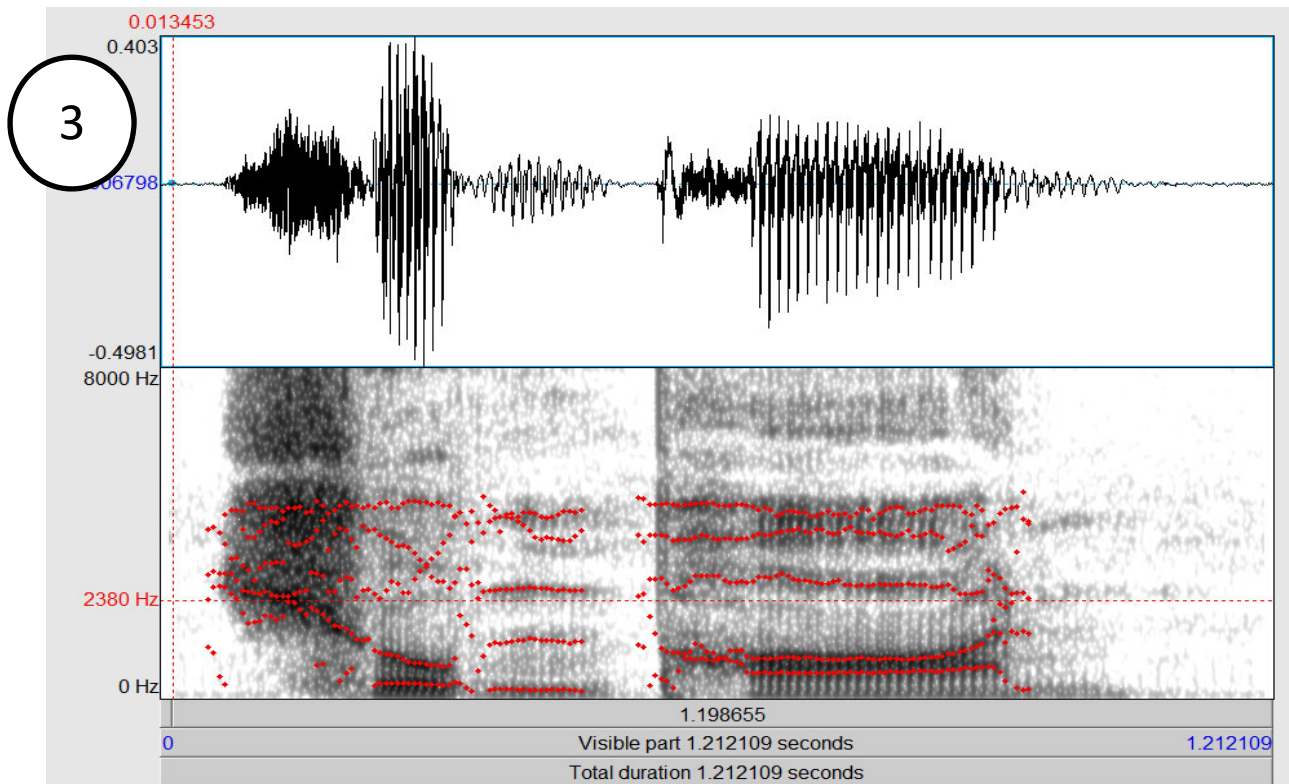 0.013453
0.403
3
06798
-0.4981
8000 Hz
2380 Hz
0 Hz
1.198655
0 Visible part 1.212109 seconds 1.212109
Total duration 1.212109 seconds